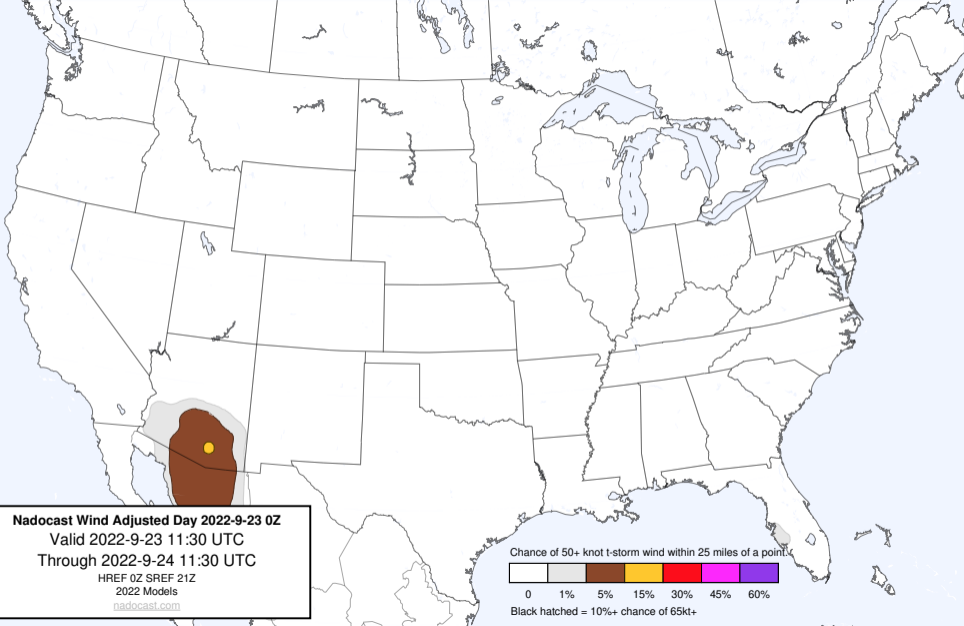 Nadocast Wind Adjusted Day 2022-9-23 0Z
Valid 2022-9-23 11:30 UTC
Through 2022-9-24 11:30 UTC
HREF 0Z SREF 21Z
2022 Models
nadocast.com
Chance of 50+ knot t-storm wind within 25 miles of a point.
0 1% 5% 15% 30% 45% 60%
Black hatched = 10%+ chance of 65kt+